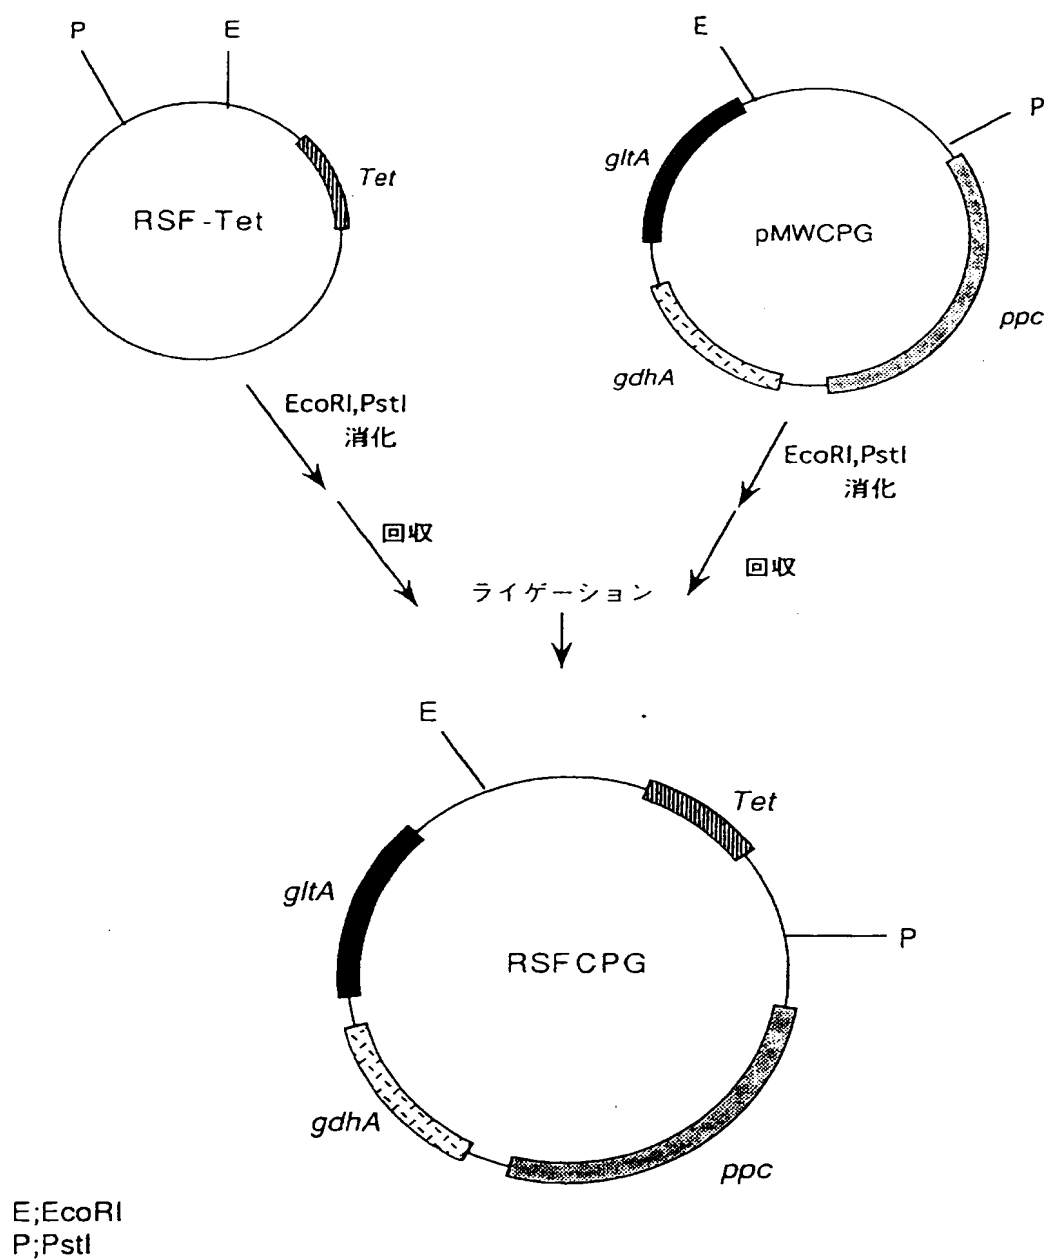 P
E
Tet
RSF-Tet
E
P
gltA
pMWCPG
ppc
gdhA
EcoRI,PstI
消化
回収
EcoRI,PstI
消化
回収
ライゲーション
E
Tet
gltA
P
RSFCPG
gdhA
ppc
E;EcoRI
P;PstI